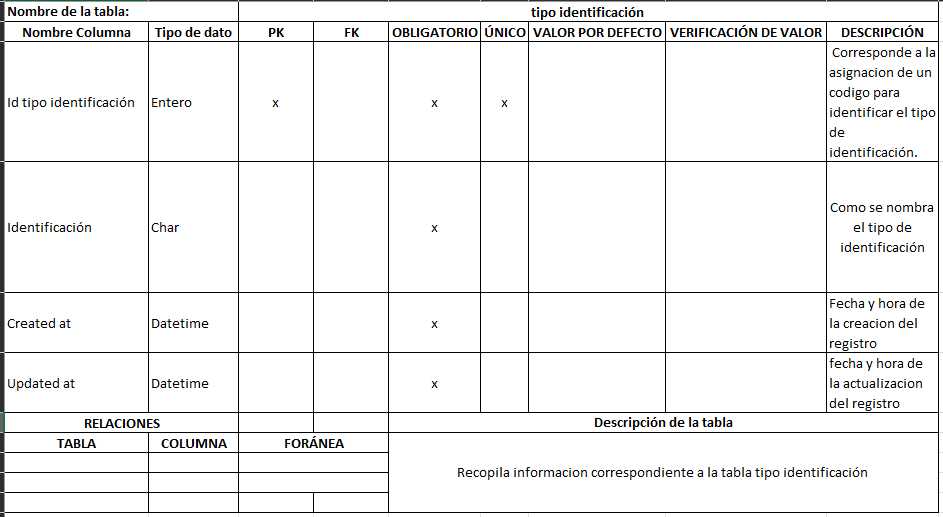 Nombre de la tabla: tipo identificación
Nombre Columna Tipo de dato PK FK OBLIGATORIO ÚNICO VALOR POR DEFECTO VERIFICACIÓN DE VALOR DESCRIPCIÓN
Id tipo identificación Entero x x x
Corresponde a la
asignacion de un
codigo para
identificar el tipo
de
identificación.
Identificación Char x
Como se nombra
el tipo de
identificación
Created at Datetime x
Fecha y hora de
la creacion del
registro
Updated at Datetime x
fecha y hora de
la actualizacion
del registro
RELACIONES Descripción de la tabla
TABLA COLUMNA FORÁNEA
Recopila informacion correspondiente a la tabla tipo identificación